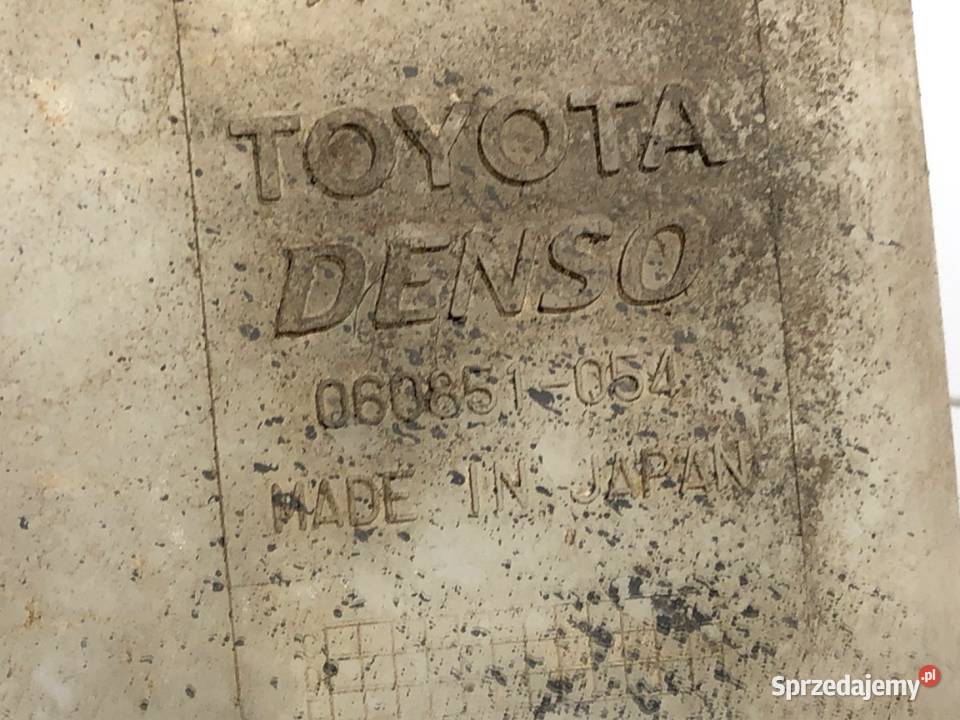 TOYOTA
DENSO
060851-054
MADE IN JAPAN
Sprzedajemy.pl